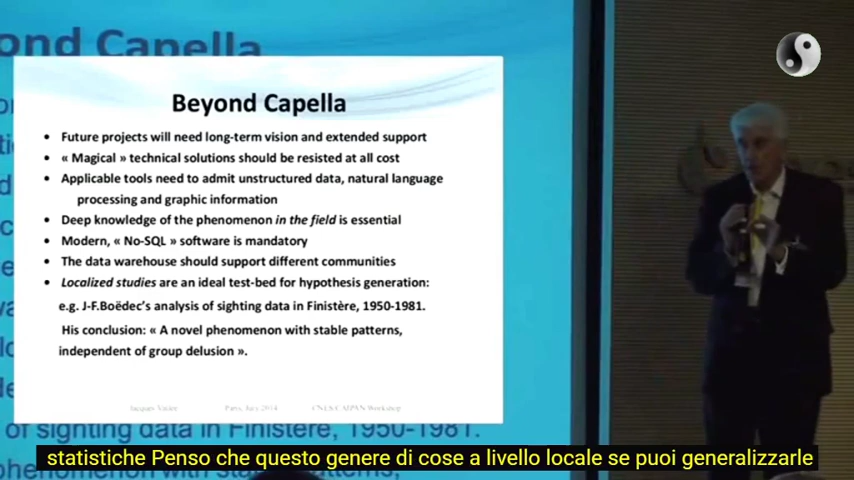 ond Capella
Beyond Capella
• Future projects will need long-term vision and extended support
• « Magical » technical solutions should be resisted at all cost
• Applicable tools need to admit unstructured data, natural language
processing and graphic information
• Deep knowledge of the phenomenon in the field is essential
• Modern, « No-SQL » software is mandatory
• The data warehouse should support different communities
• Localized studies are an ideal test-bed for hypothesis generation:
e.g. J-F.Boëdec's analysis of sighting data in Finistère, 1950-1981.
His conclusion: « A novel phenomenon with stable patterns,
independent of group delusion ».
Jacques Vallee Paris, July 2014 CNES CAIPAN Workshop
of sighting data in Finistère, 1950-1981.
statistiche Penso che questo genere di cose a livello locale se puoi generalizzarle